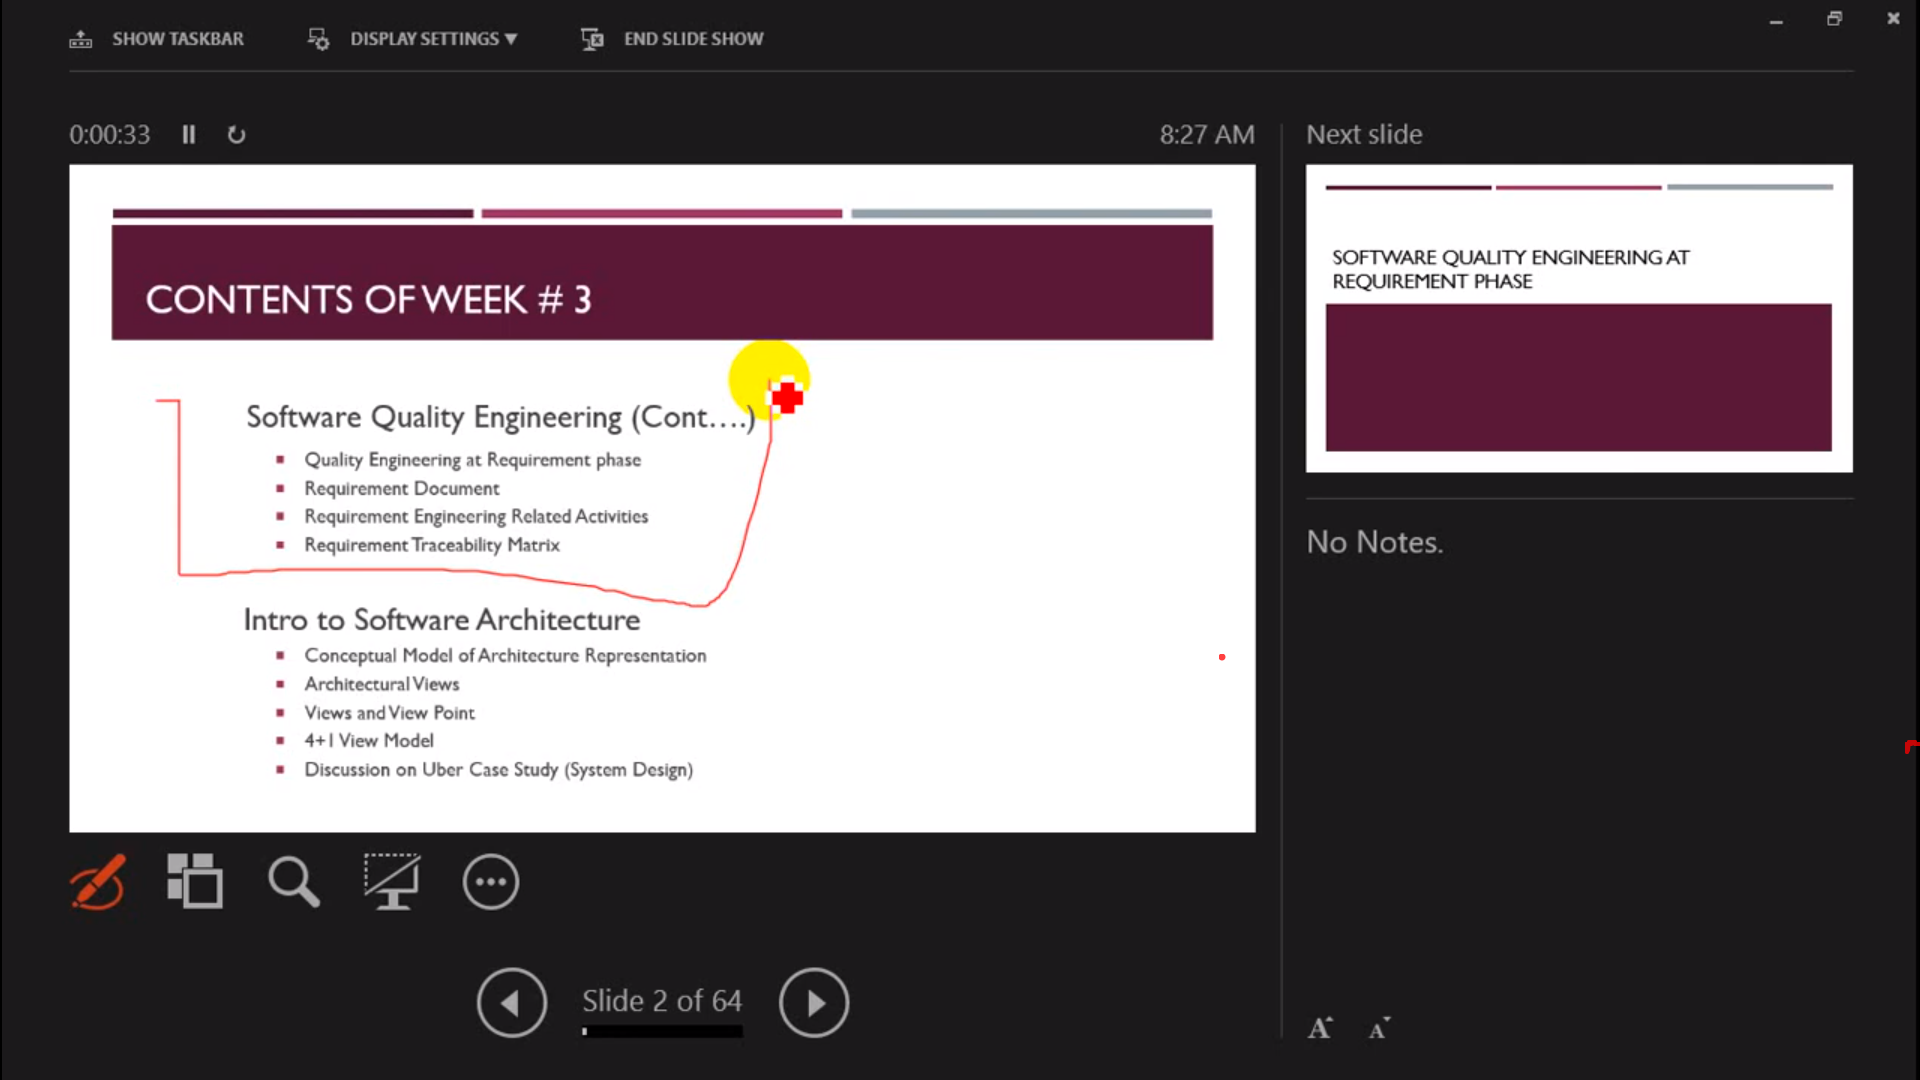 SHOW TASKBAR
DISPLAY SETTINGS ▼
END SLIDE SHOW
0:00:33
8:27 AM
CONTENTS OF WEEK # 3
Software Quality Engineering (Cont….)
Quality Engineering at Requirement phase
Requirement Document
Requirement Engineering Related Activities
Requirement Traceability Matrix
Intro to Software Architecture
Conceptual Model of Architecture Representation
Architectural Views
Views and View Point
4+1 View Model
Discussion on Uber Case Study (System Design)
Slide 2 of 64
Next slide
SOFTWARE QUALITY ENGINEERING AT
REQUIREMENT PHASE
No Notes.
A A